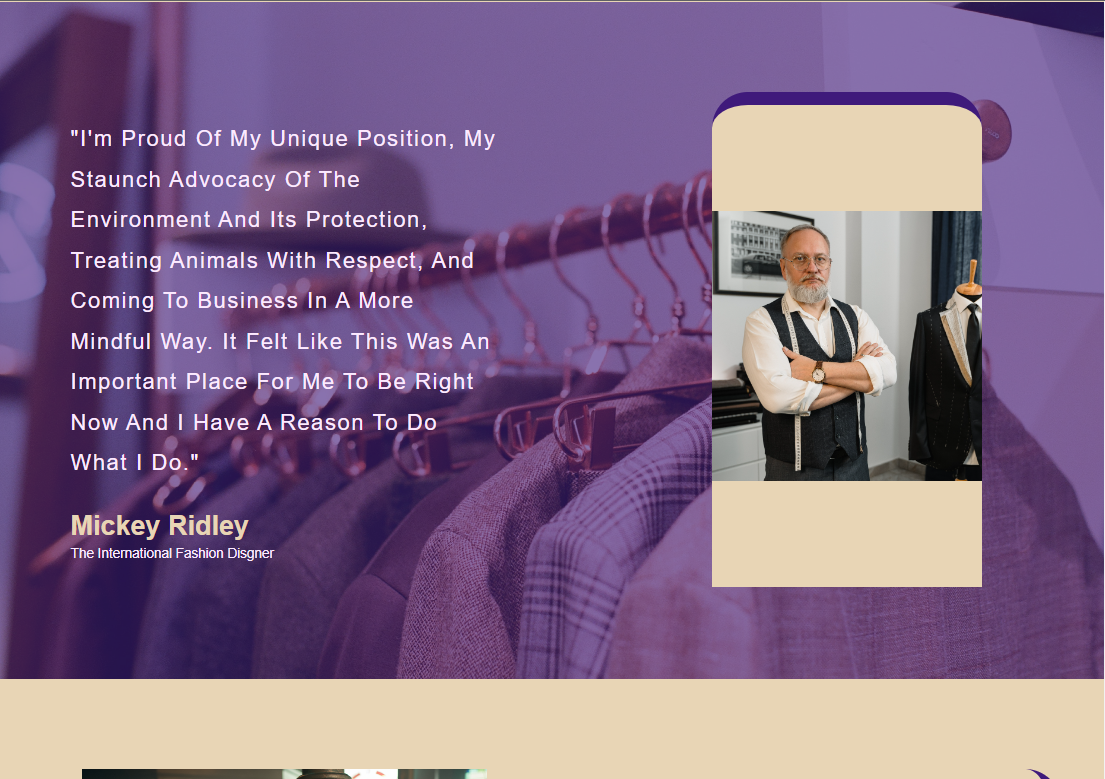 "I'm Proud Of My Unique Position, My
Staunch Advocacy Of The
Environment And Its Protection,
Treating Animals With Respect, And
Coming To Business In A More
Mindful Way. It Felt Like This Was An
Important Place For Me To Be Right
Now And I Have A Reason To Do
What I Do."
Mickey Ridley
The International Fashion Disgner